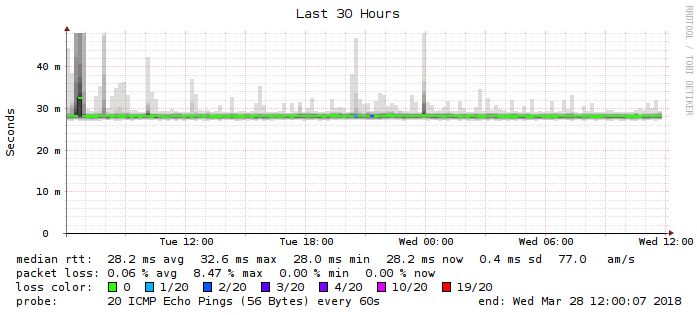 Last 30 Hours
RRDTOOL / TOBI OETIKER
Seconds
40 m
30 m
20 m
10 m
0
Tue 12:00 Tue 18:00 Wed 00:00 Wed 06:00 Wed 12:00
median rtt: 28.2 ms avg 32.6 ms max 28.0 ms min 28.2 ms now 0.4 ms sd 77.0 am/s
packet loss: 0.06 % avg 8.47 % max 0.00 % min 0.00 % now
loss color: 0 1/20 2/20 3/20 4/20 10/20 19/20
probe: 20 ICMP Echo Pings (56 Bytes) every 60s end: Wed Mar 28 12:00:07 2018